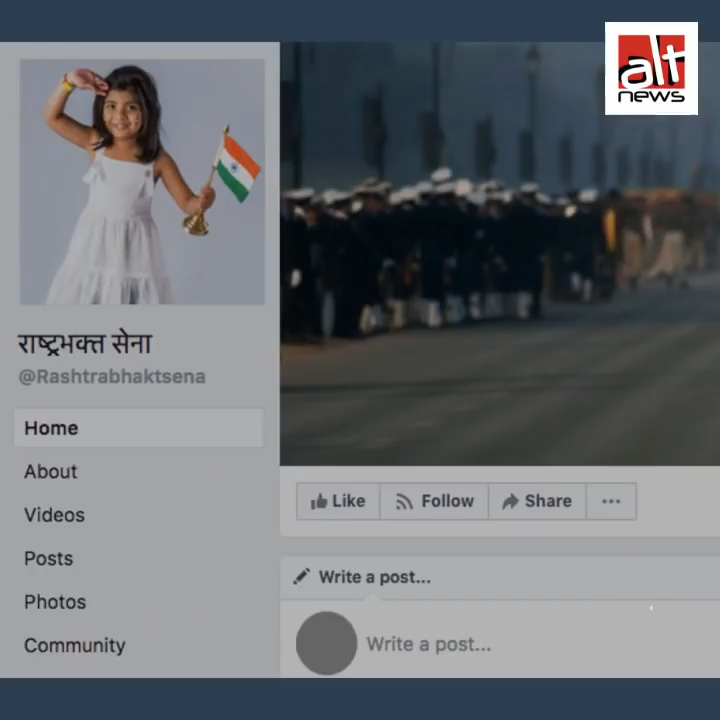 alt
news
राष्ट्रभक्त सेना
@Rashtrabhaktsena
Home
About
Videos
Posts
Photos
Community
Like
Follow
Share
Write a post...
Write a post...